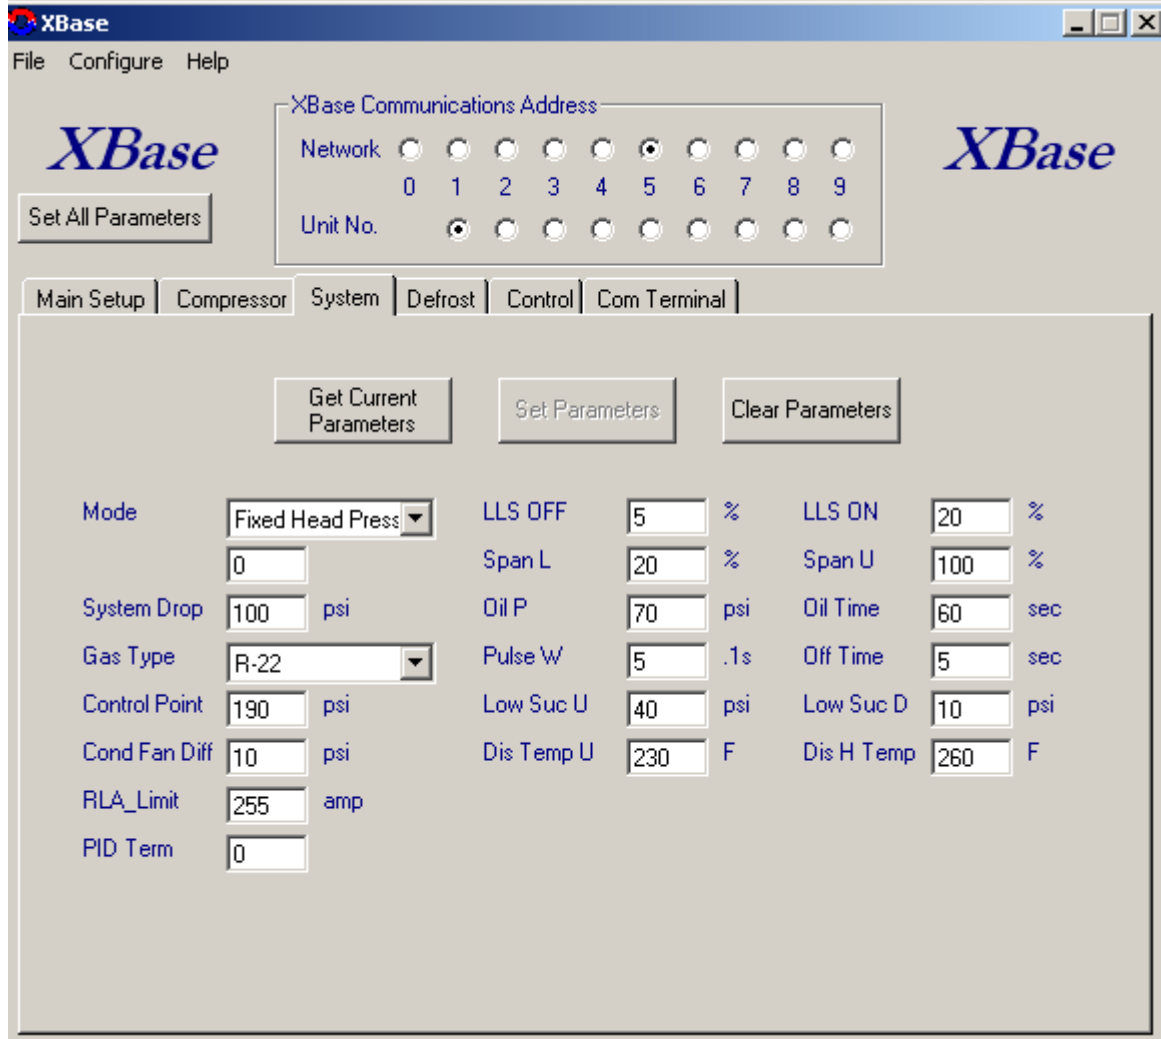 XBase
File Configure Help
XBase Communications Address
XBase
Network
XBase
0 1 2 3 4 5 6 7 8 9
Set All Parameters
Unit No.
Main Setup Compressor System Defrost Control Com Terminal
Get Current
Parameters
Set Parameters
Clear Parameters
Mode Fixed Head Press LLS OFF 5 % LLS ON 20 %
0 Span L 20 % Span U 100 %
System Drop 100 psi Oil P 70 psi Oil Time 60 sec
Gas Type R-22 Pulse W 5 .1s Off Time 5 sec
Control Point 190 psi Low Suc U 40 psi Low Suc D 10 psi
Cond Fan Diff 10 psi Dis Temp U 230 F Dis H Temp 260 F
RLA_Limit 255 amp
PID Term 0